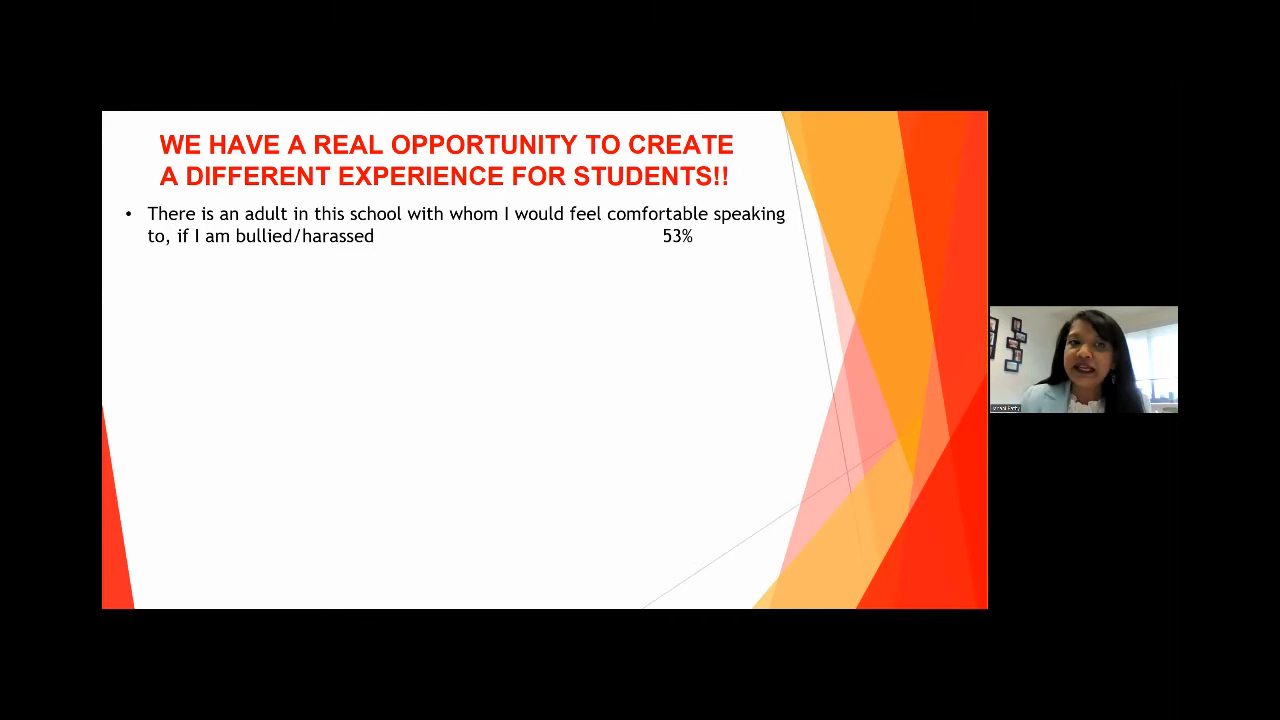 WE HAVE A REAL OPPORTUNITY TO CREATE
A DIFFERENT EXPERIENCE FOR STUDENTS!!
• There is an adult in this school with whom I would feel comfortable speaking
to, if I am bullied/harassed 53%